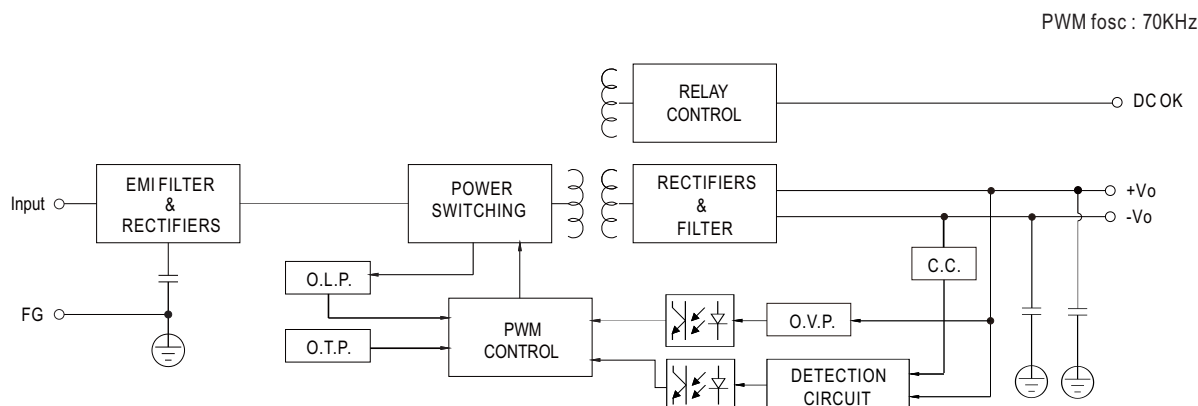 PWM fosc : 70KHz
RELAY
CONTROL
DC OK
EMI FILTER
&
RECTIFIERS
POWER
SWITCHING
RECTIFIERS
&
FILTER
Input
+Vo
-Vo
C.C.
O.L.P.
FG
PWM
CONTROL
O.V.P.
O.T.P.
DETECTION
CIRCUIT